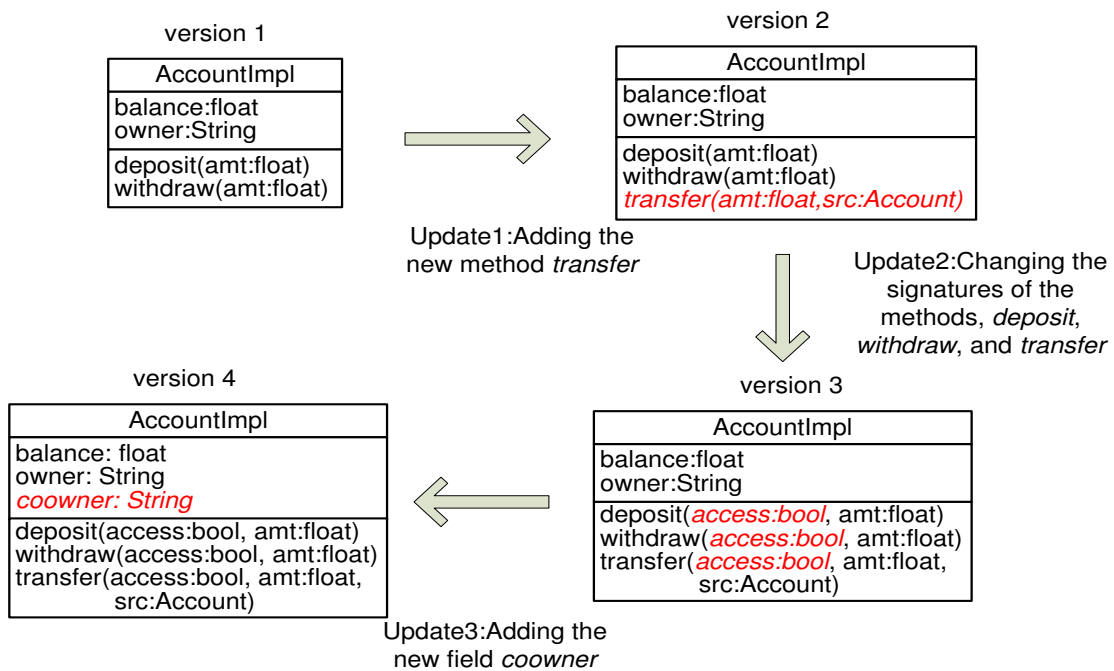 version 1
AccountImpl
balance:float
owner:String
deposit(amt:float)
withdraw(amt:float)
Update1:Adding the
new method transfer
version 2
AccountImpl
balance:float
owner:String
deposit(amt:float)
withdraw(amt:float)
transfer(amt:float,src:Account)
Update2:Changing the
signatures of the
methods, deposit,
withdraw, and transfer
version 3
AccountImpl
balance:float
owner:String
deposit(access:bool, amt:float)
withdraw(access:bool, amt:float)
transfer(access:bool, amt:float,
src:Account)
Update3:Adding the
new field coowner
version 4
AccountImpl
balance: float
owner: String
coowner: String
deposit(access:bool, amt:float)
withdraw(access:bool, amt:float)
transfer(access:bool, amt:float,
src:Account)